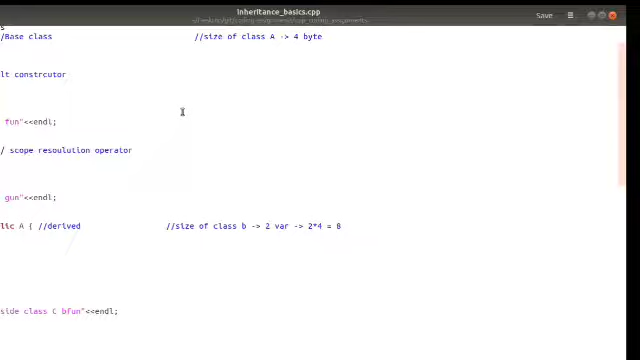 inheritance_basics.cpp
Save
s
/Base class //size of class A -> 4 byte
lt constrcutor
fun"<<endl;
/ scope resoulution operator
gun"<<endl;
lic A { //derived //size of class b -> 2 var -> 2*4 = 8
side class C bfun"<<endl;